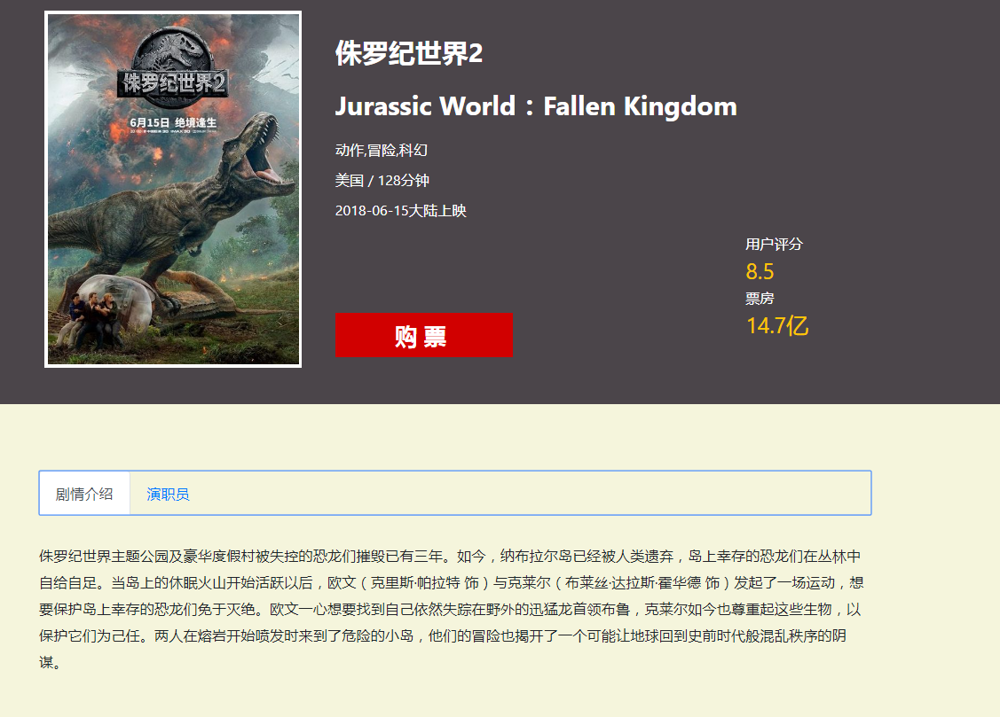 侏罗纪世界2
6月15日 绝境逢生
侏罗纪世界2
Jurassic World：Fallen Kingdom
动作,冒险,科幻
美国 / 128分钟
2018-06-15大陆上映
用户评分
8.5
票房
14.7亿
购 票
剧情介绍 演职员
侏罗纪世界主题公园及豪华度假村被失控的恐龙们摧毁已有三年。如今，纳布拉尔岛已经被人类遗弃，岛上幸存的恐龙们在丛林中
自给自足。当岛上的休眠火山开始活跃以后，欧文（克里斯·帕拉特 饰）与克莱尔（布莱丝·达拉斯·霍华德 饰）发起了一场运动，想
要保护岛上幸存的恐龙们免于灭绝。欧文一心想要找到自己依然失踪在野外的迅猛龙首领布鲁，克莱尔如今也尊重起这些生物，以
保护它们为己任。两人在熔岩开始喷发时来到了危险的小岛，他们的冒险也揭开了一个可能让地球回到史前时代般混乱秩序的阴
谋。